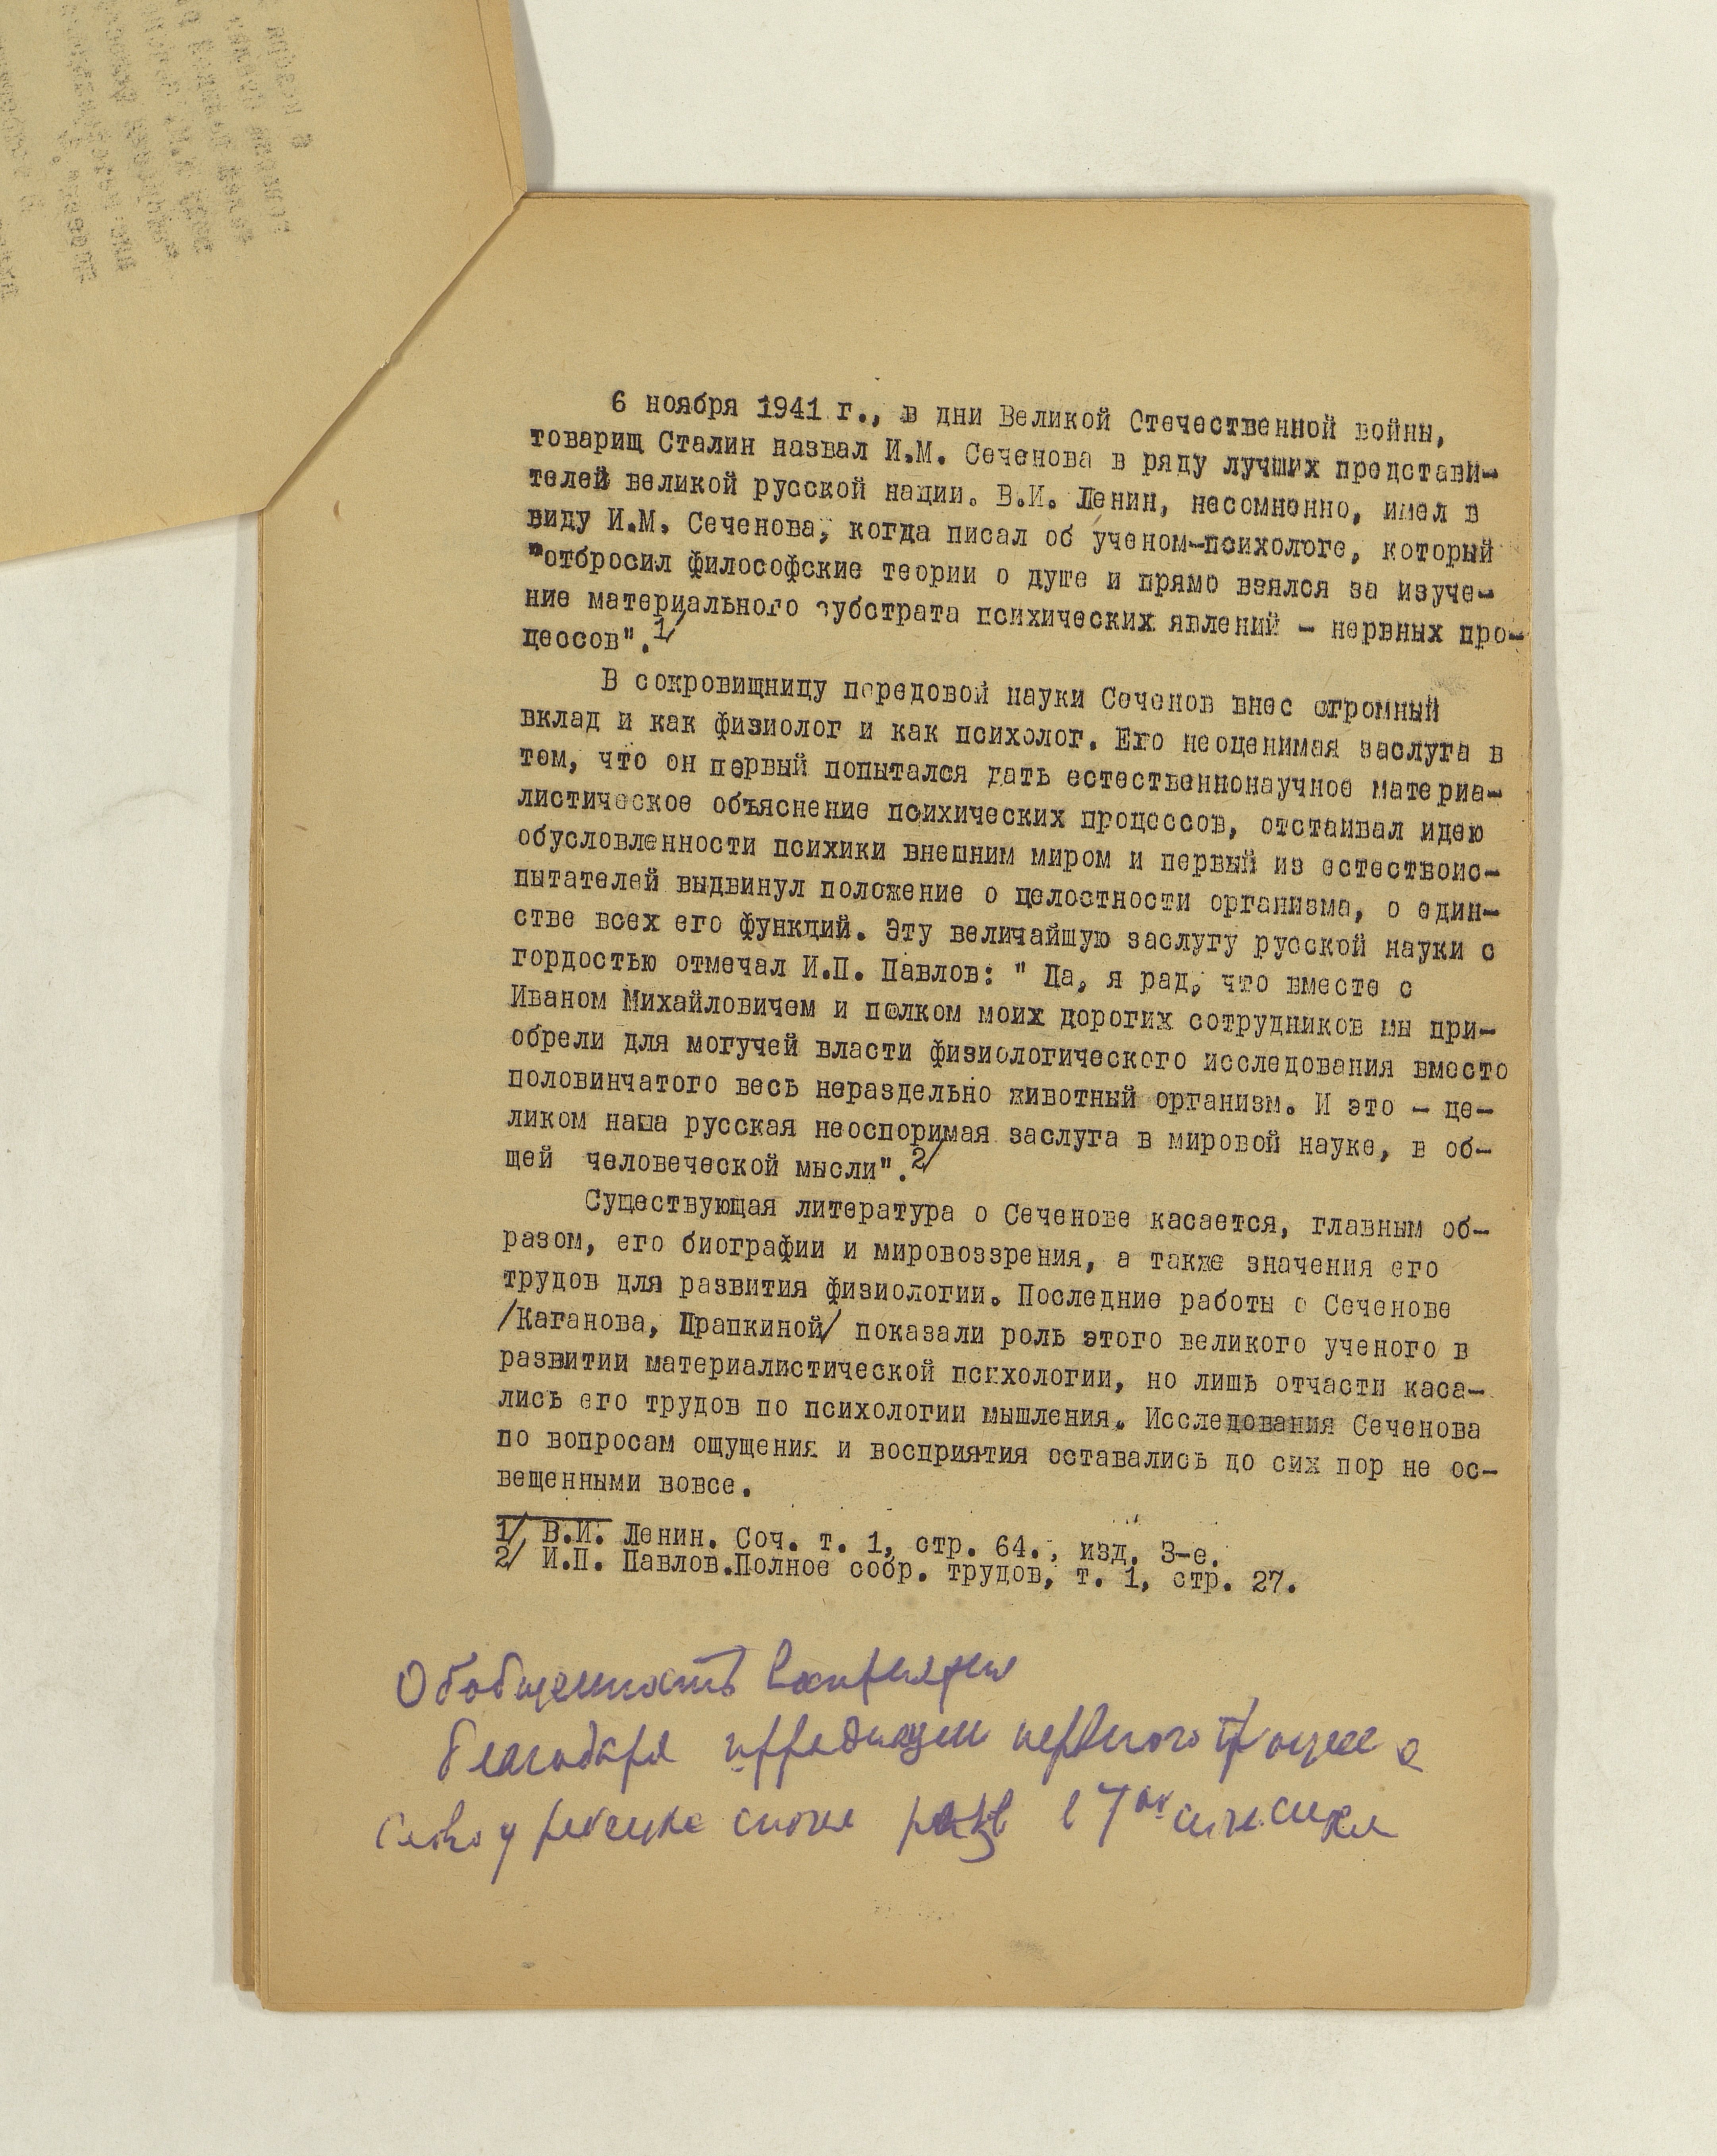 6 ноября 1941 г., в дни Великой Отечественной войны,
товарищ Сталин назвал И.М. Сеченова в ряду лучших представи-
телей великой русской нации. В.И. Ленин, несомненно, имел в
виду И.М. Сеченова, когда писал об ученом-психологе, который
"отбросил философские теории о душе и прямо взялся за изуче-
ние материального субстрата психических явлений - нервных про-
цессов".1/
В сокровищницу передовой науки Сеченов внес огромный
вклад и как физиолог и как психолог. Его неоценимая заслуга в
том, что он первый попытался дать естественнонаучное материа-
листическое объяснение психических процессов, отстаивал идею
обусловленности психики внешним миром и первый из естествоис-
пытателей выдвинул положение о целостности организма, о един-
стве всех его функций. Эту величайшую заслугу русской науки с
гордостью отмечал И.П. Павлов: " Да, я рад, что вместе с
Иваном Михайловичем и полком моих дорогих сотрудников мы при-
обрели для могучей власти физиологического исследования вместо
половинчатого весь нераздельно животный организм. И это - це-
ликом наша русская неоспоримая заслуга в мировой науке, в об-
щей человеческой мысли".2/
Существующая литература о Сеченове касается, главным об-
разом, его биографии и мировоззрения, а также значения его
трудов для развития физиологии. Последние работы о Сеченове
/Каганова, Драпкиной/ показали роль этого великого ученого в
развитии материалистической психологии, но лишь отчасти каса-
лись его трудов по психологии мышления. Исследования Сеченова
по вопросам ощущения и восприятия оставались до сих пор не ос-
вещенными вовсе.
1/ В.И. Ленин. Соч. т. 1, стр. 64., изд. 3-е.
2/ И.П. Павлов.Полное собр. трудов, т. 1, стр. 27.
Обобщенность восприятия
благодаря иррадиации нервного процесса
Слово у ребенка